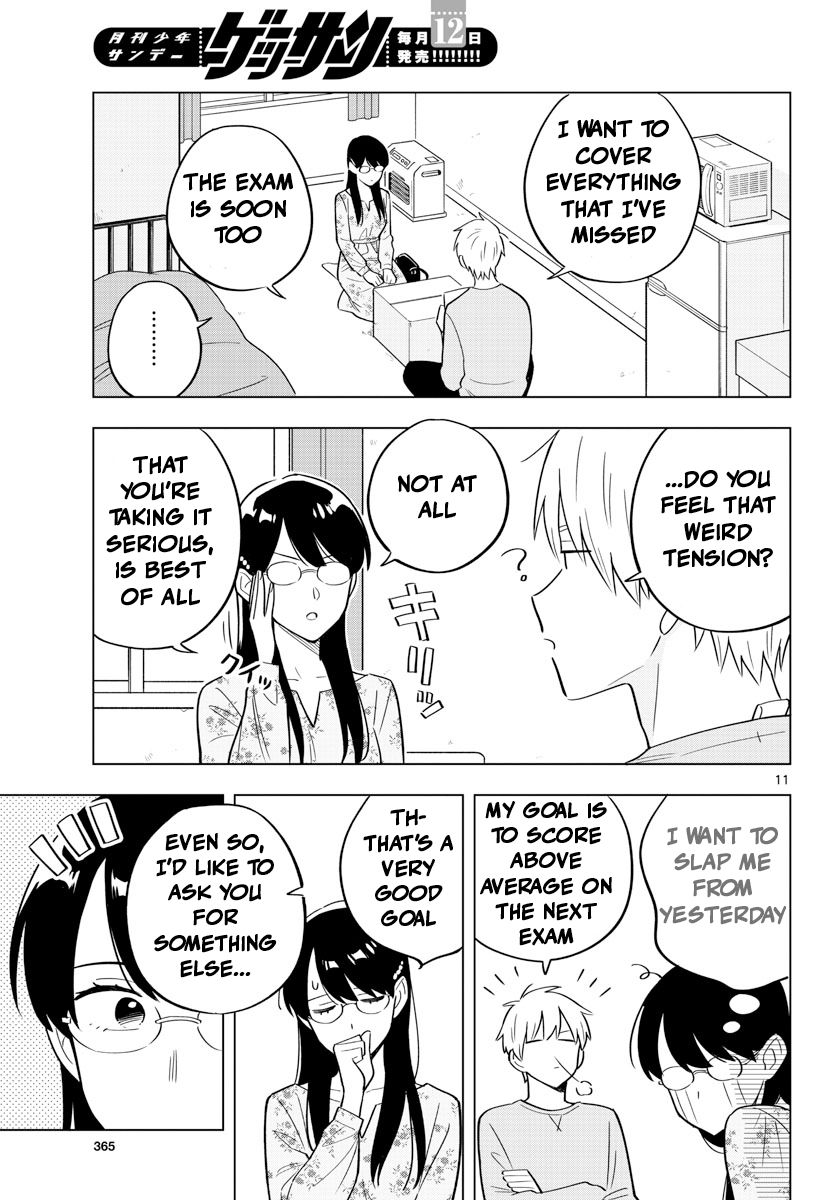 月刊少年
サンデー
ゲッサン
毎月12日
発売!!!!!!!!
I WANT TO
COVER
EVERYTHING
THAT I'VE
MISSED
THE EXAM
IS SOON
TOO
.........
...DO YOU
FEEL THAT
WEIRD
TENSION?
?
NOT AT
ALL
キリッ
THAT
YOU'RE
TAKING IT
SERIOUS,
IS BEST
OF ALL
クイッ
11
I WANT TO
SLAP ME
FROM
YESTERDAY
MY GOAL IS
TO SCORE
ABOVE
AVERAGE ON
THE NEXT
EXAM
TH-
THAT'S A
VERY
GOOD
GOAL
EVEN SO,
I'D LIKE TO
ASK YOU
FOR
SOMETHING
ELSE...
365